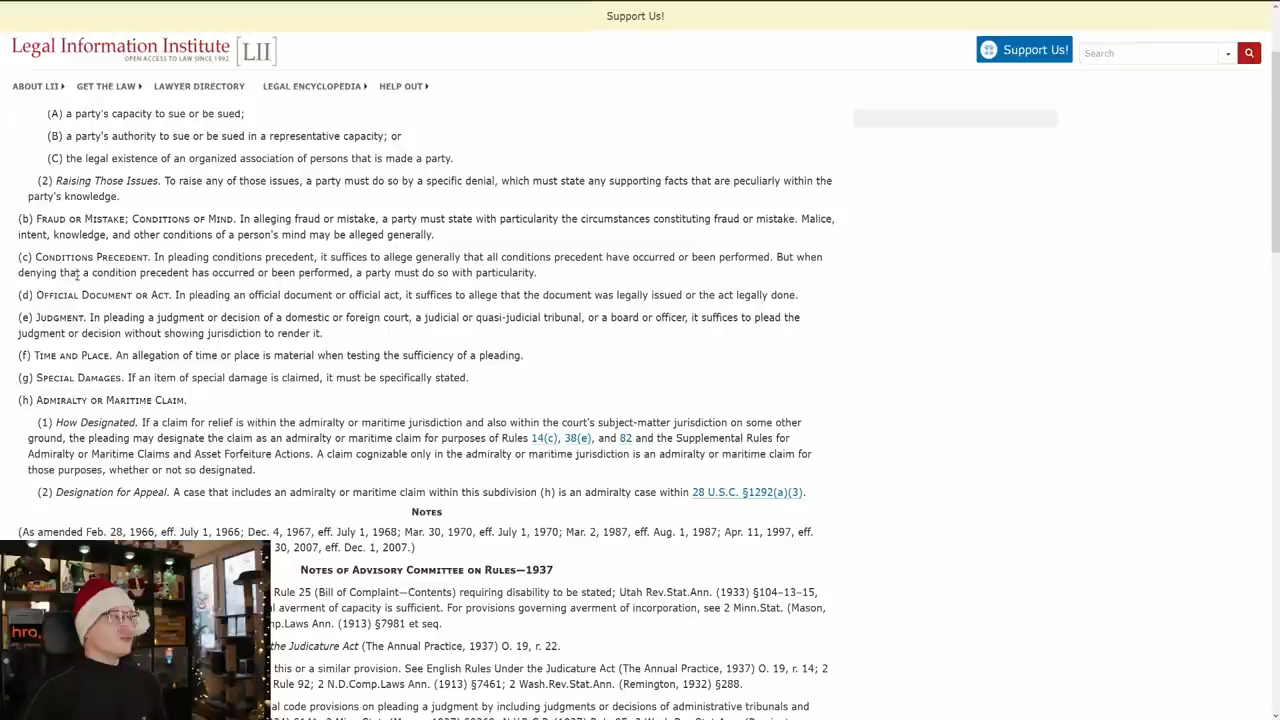 Support Us!
Legal Information Institute [LII]
OPEN ACCESS TO LAW SINCE 1992
Support Us!
Search
ABOUT LII GET THE LAW LAWYER DIRECTORY LEGAL ENCYCLOPEDIA HELP OUT
(A) a party's capacity to sue or be sued;
(B) a party's authority to sue or be sued in a representative capacity; or
(C) the legal existence of an organized association of persons that is made a party.
(2) Raising Those Issues. To raise any of those issues, a party must do so by a specific denial, which must state any supporting facts that are peculiarly within the
party's knowledge.
(b) Fraud or Mistake; Conditions of Mind. In alleging fraud or mistake, a party must state with particularity the circumstances constituting fraud or mistake. Malice,
intent, knowledge, and other conditions of a person's mind may be alleged generally.
(c) Conditions Precedent. In pleading conditions precedent, it suffices to allege generally that all conditions precedent have occurred or been performed. But when
denying that a condition precedent has occurred or been performed, a party must do so with particularity.
(d) Official Document or Act. In pleading an official document or official act, it suffices to allege that the document was legally issued or the act legally done.
(e) Judgment. In pleading a judgment or decision of a domestic or foreign court, a judicial or quasi-judicial tribunal, or a board or officer, it suffices to plead the
judgment or decision without showing jurisdiction to render it.
(f) Time and Place. An allegation of time or place is material when testing the sufficiency of a pleading.
(g) Special Damages. If an item of special damage is claimed, it must be specifically stated.
(h) Admiralty or Maritime Claim.
(1) How Designated. If a claim for relief is within the admiralty or maritime jurisdiction and also within the court's subject-matter jurisdiction on some other
ground, the pleading may designate the claim as an admiralty or maritime claim for purposes of Rules 14(c), 38(e), and 82 and the Supplemental Rules for
Admiralty or Maritime Claims and Asset Forfeiture Actions. A claim cognizable only in the admiralty or maritime jurisdiction is an admiralty or maritime claim for
those purposes, whether or not so designated.
(2) Designation for Appeal. A case that includes an admiralty or maritime claim within this subdivision (h) is an admiralty case within 28 U.S.C. §1292(a)(3).
Notes
(As amended Feb. 28, 1966, eff. July 1, 1966; Dec. 4, 1967, eff. July 1, 1968; Mar. 30, 1970, eff. July 1, 1970; Mar. 2, 1987, eff. Aug. 1, 1987; Apr. 11, 1997, eff.
30, 2007, eff. Dec. 1, 2007.)
Notes of Advisory Committee on Rules—1937
Rule 25 (Bill of Complaint—Contents) requiring disability to be stated; Utah Rev.Stat.Ann. (1933) §104–13–15,
l averment of capacity is sufficient. For provisions governing averment of incorporation, see 2 Minn.Stat. (Mason,
p.Laws Ann. (1913) §7981 et seq.
the Judicature Act (The Annual Practice, 1937) O. 19, r. 22.
this or a similar provision. See English Rules Under the Judicature Act (The Annual Practice, 1937) O. 19, r. 14; 2
Rule 92; 2 N.D.Comp.Laws Ann. (1913) §7461; 2 Wash.Rev.Stat.Ann. (Remington, 1932) §288.
al code provisions on pleading a judgment by including judgments or decisions of administrative tribunals and
hro.